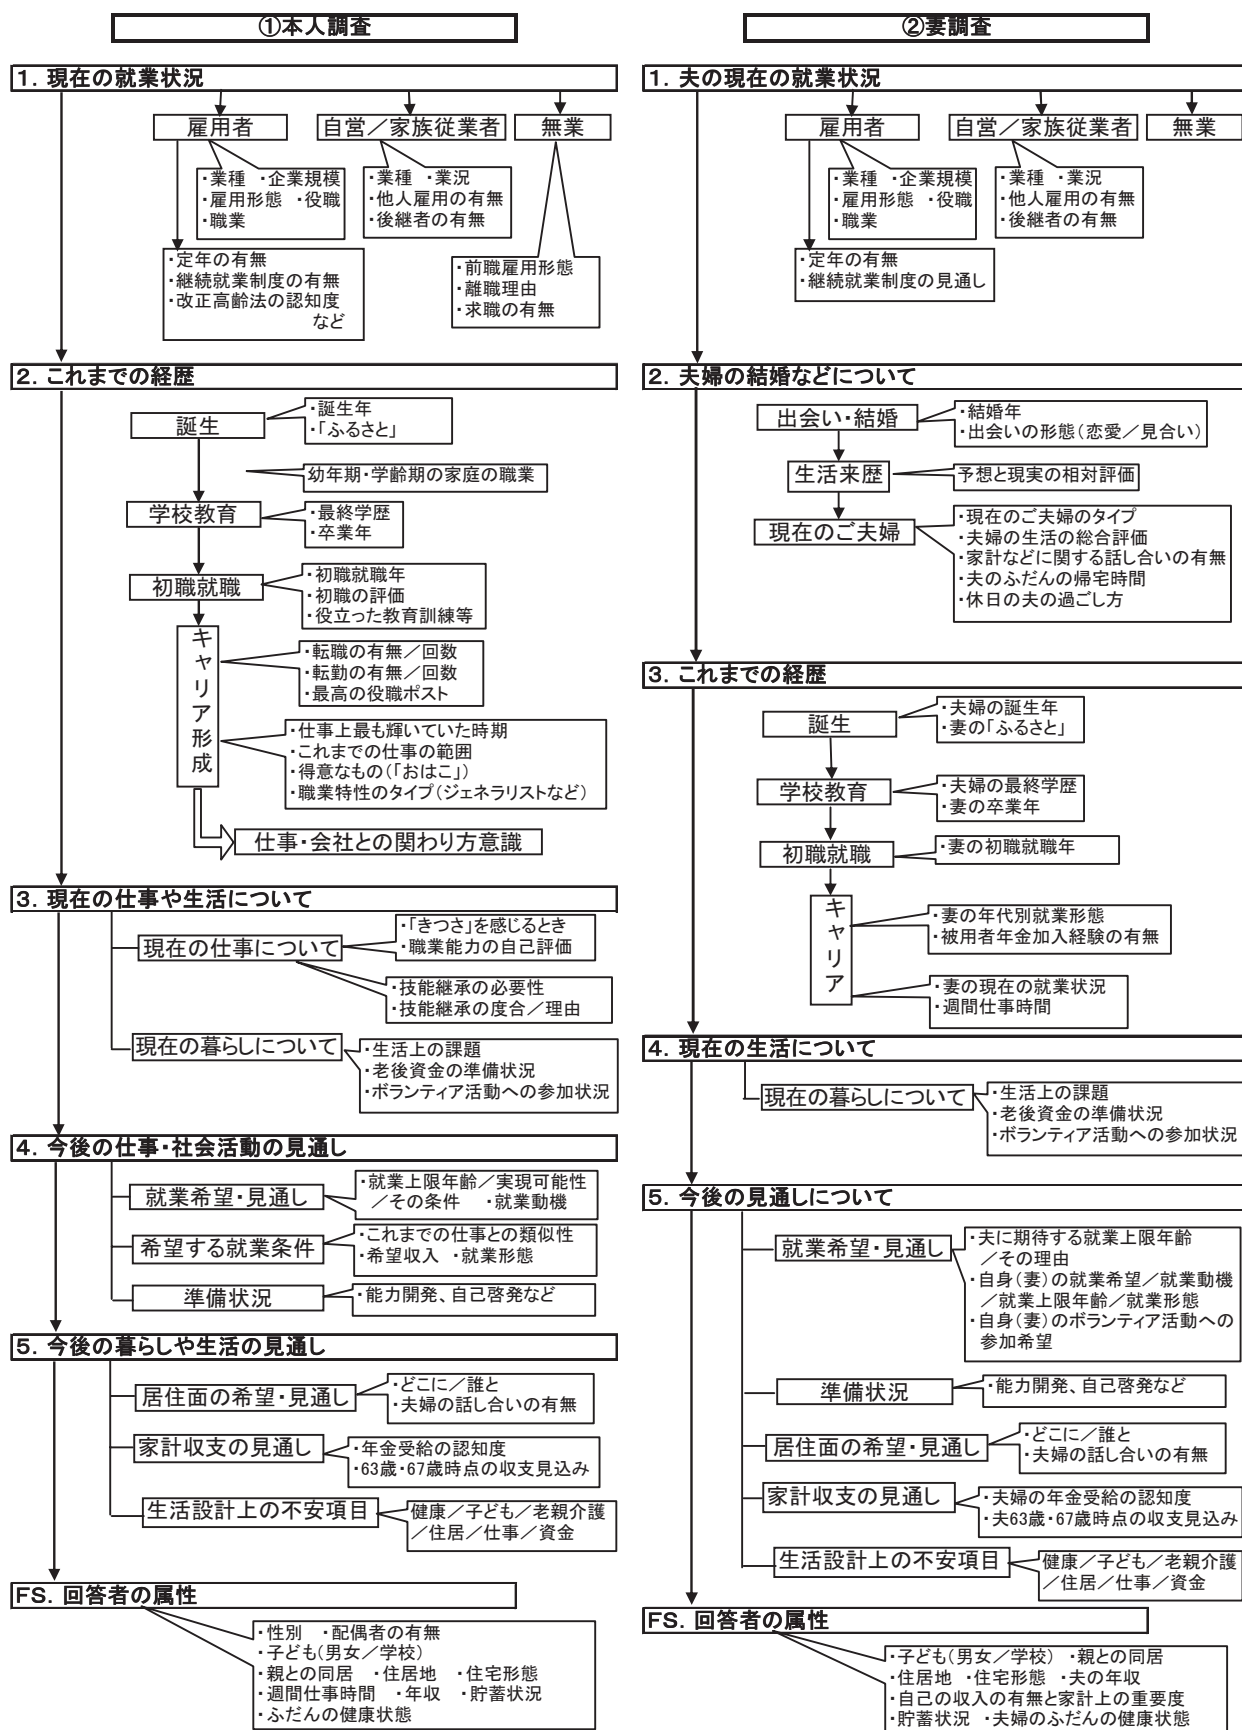 ①本人調査
1．現在の就業状況
雇用者
自営／家族従業者
無業
・業種　・企業規模
・雇用形態　・役職
・職業
・業種　・業況
・他人雇用の有無
・後継者の有無
・定年の有無
・継続就業制度の有無
・改正高齢法の認知度
など
・前職雇用形態
・離職理由
・求職の有無
2．これまでの経歴
誕生
・誕生年
・「ふるさと」
幼年期・学齢期の家庭の職業
学校教育
・最終学歴
・卒業年
初職就職
・初職就職年
・初職の評価
・役立った教育訓練等
キャリア形成
・転職の有無／回数
・転勤の有無／回数
・最高の役職ポスト
・仕事上最も輝いていた時期
・これまでの仕事の範囲
・得意なもの（「おはこ」）
・職業特性のタイプ（ジェネラリストなど）
仕事・会社との関わり方意識
3．現在の仕事や生活について
現在の仕事について
・「きつさ」を感じるとき
・職業能力の自己評価
・技能継承の必要性
・技能継承の度合／理由
現在の暮らしについて
・生活上の課題
・老後資金の準備状況
・ボランティア活動への参加状況
4．今後の仕事・社会活動の見通し
就業希望・見通し
・就業上限年齢／実現可能性
／その条件　・就業動機
希望する就業条件
・これまでの仕事との類似性
・希望収入　・就業形態
準備状況
・能力開発、自己啓発など
5．今後の暮らしや生活の見通し
居住面の希望・見通し
・どこに／誰と
・夫婦の話し合いの有無
家計収支の見通し
・年金受給の認知度
・63歳・67歳時点の収支見込み
生活設計上の不安項目
健康／子ども／老親介護
／住居／仕事／資金
FS．回答者の属性
・性別　・配偶者の有無
・子ども（男女／学校）
・親との同居　・住居地　・住宅形態
・週間仕事時間　・年収　・貯蓄状況
・ふだんの健康状態
②妻調査
1．夫の現在の就業状況
雇用者
自営／家族従業者
無業
・業種　・企業規模
・雇用形態　・役職
・職業
・業種　・業況
・他人雇用の有無
・後継者の有無
・定年の有無
・継続就業制度の見通し
2．夫婦の結婚などについて
出会い・結婚
・結婚年
・出会いの形態（恋愛／見合い）
生活来歴
予想と現実の相対評価
現在のご夫婦
・現在のご夫婦のタイプ
・夫婦の生活の総合評価
・家計などに関する話し合いの有無
・夫のふだんの帰宅時間
・休日の夫の過ごし方
3．これまでの経歴
誕生
・夫婦の誕生年
・妻の「ふるさと」
学校教育
・夫婦の最終学歴
・妻の卒業年
初職就職
・妻の初職就職年
キャリア
・妻の年代別就業形態
・被用者年金加入経験の有無
・妻の現在の就業状況
・週間仕事時間
4．現在の生活について
現在の暮らしについて
・生活上の課題
・老後資金の準備状況
・ボランティア活動への参加状況
5．今後の見通しについて
就業希望・見通し
・夫に期待する就業上限年齢
／その理由
・自身（妻）の就業希望／就業動機
／就業上限年齢／就業形態
・自身（妻）のボランティア活動への
参加希望
準備状況
・能力開発、自己啓発など
居住面の希望・見通し
・どこに／誰と
・夫婦の話し合いの有無
家計収支の見通し
・夫婦の年金受給の認知度
・夫63歳・67歳時点の収支見込み
生活設計上の不安項目
健康／子ども／老親介護
／住居／仕事／資金
FS．回答者の属性
・子ども（男女／学校）　・親との同居
・住居地　・住宅形態　・夫の年収
・自己の収入の有無と家計上の重要度
・貯蓄状況　・夫婦のふだんの健康状態